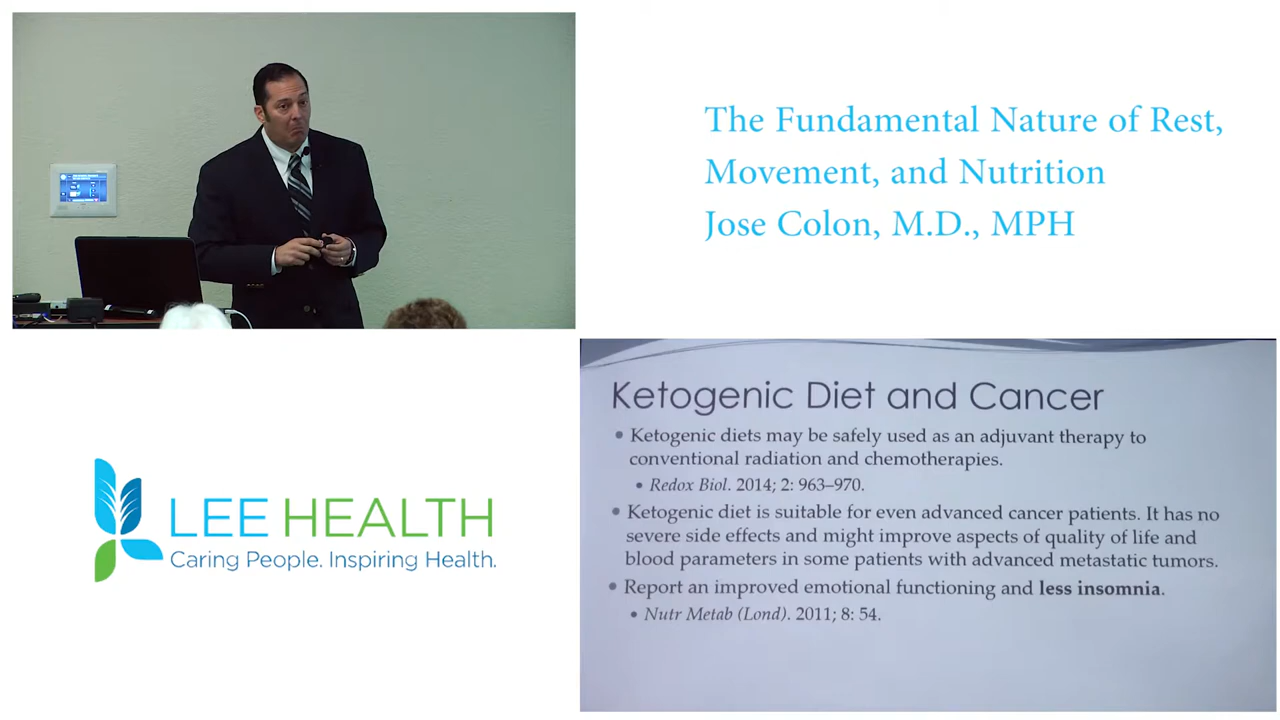 The Fundamental Nature of Rest,
Movement, and Nutrition
Jose Colon, M.D., MPH
LEE HEALTH
Caring People. Inspiring Health.
Ketogenic Diet and Cancer
• Ketogenic diets may be safely used as an adjuvant therapy to
conventional radiation and chemotherapies.
• Redox Biol. 2014; 2: 963–970.
• Ketogenic diet is suitable for even advanced cancer patients. It has no
severe side effects and might improve aspects of quality of life and
blood parameters in some patients with advanced metastatic tumors.
• Report an improved emotional functioning and less insomnia.
• Nutr Metab (Lond). 2011; 8: 54.